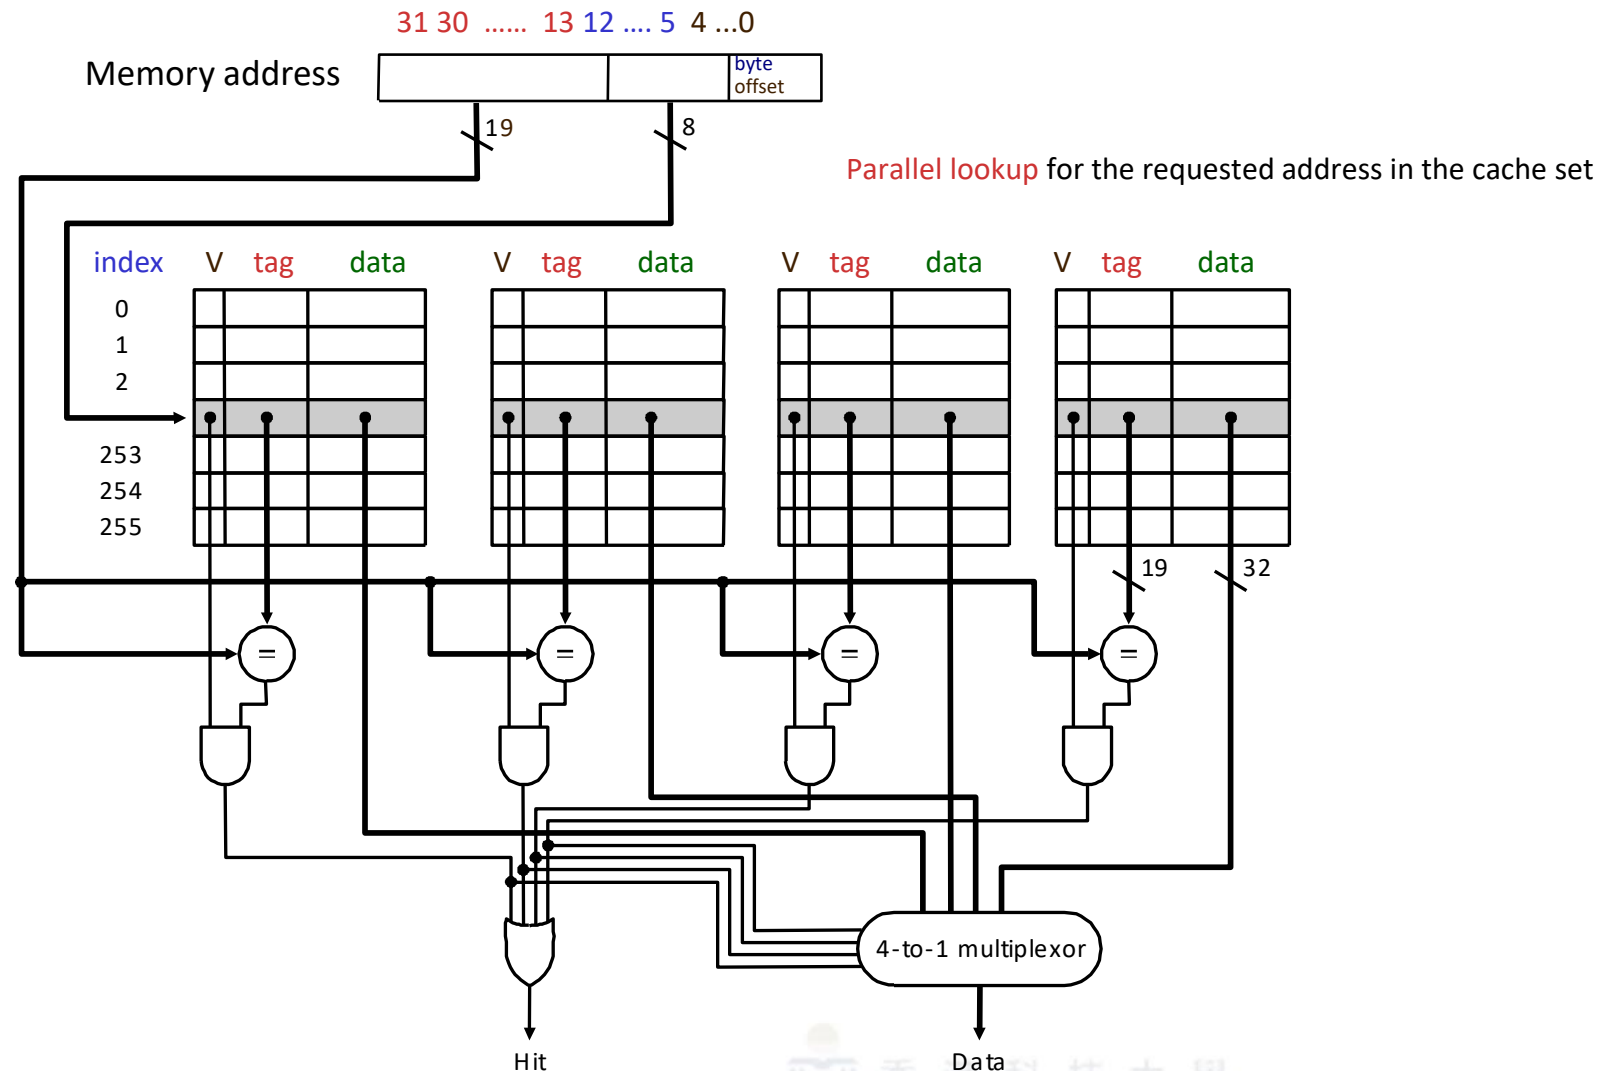 31 30 ...... 13 12 .... 5 4 ...0
Memory address
byte
offset
19
8
Parallel lookup for the requested address in the cache set
index V tag data V tag data V tag data V tag data
0
1
2
253
254
255
19
32
= = = =
4-to-1 multiplexor
Hit
Data